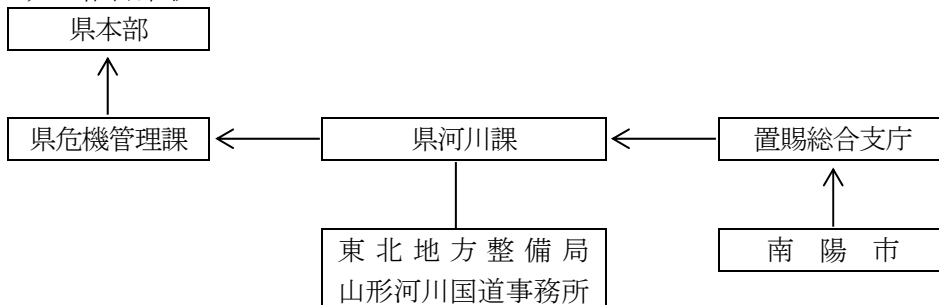 県本部
県危機管理課
県河川課
置賜総合支庁
東北地方整備局
山形河川国道事務所
南陽市